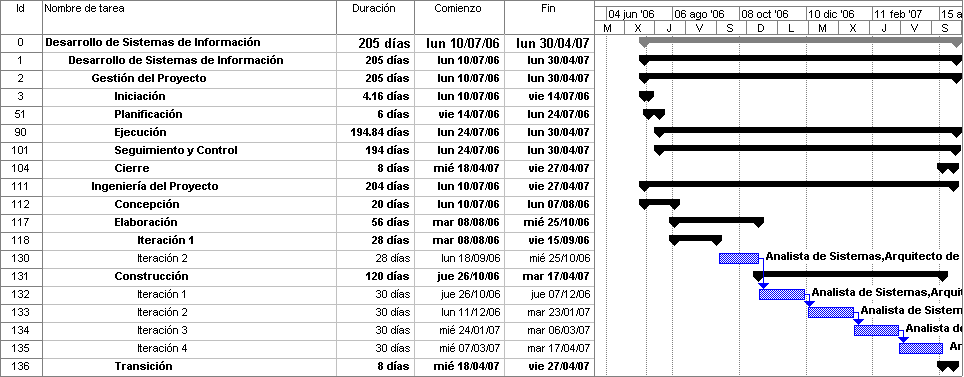 Id Nombre de tarea Duración Comienzo Fin
04 jun '06 06 ago '06 08 oct '06 10 dic '06 11 feb '07 15 a
M X J V S D L M X J V S
0 Desarrollo de Sistemas de Información 205 días lun 10/07/06 lun 30/04/07
1 Desarrollo de Sistemas de Información 205 días lun 10/07/06 lun 30/04/07
2 Gestión del Proyecto 205 días lun 10/07/06 lun 30/04/07
3 Iniciación 4.16 días lun 10/07/06 vie 14/07/06
51 Planificación 6 días vie 14/07/06 lun 24/07/06
90 Ejecución 194.84 días lun 24/07/06 lun 30/04/07
101 Seguimiento y Control 194 días lun 24/07/06 lun 30/04/07
104 Cierre 8 días mié 18/04/07 vie 27/04/07
111 Ingeniería del Proyecto 204 días lun 10/07/06 vie 27/04/07
112 Concepción 20 días lun 10/07/06 lun 07/08/06
117 Elaboración 56 días mar 08/08/06 mié 25/10/06
118 Iteración 1 28 días mar 08/08/06 vie 15/09/06
130 Iteración 2 28 días lun 18/09/06 mié 25/10/06 Analista de Sistemas,Arquitecto de
131 Construcción 120 días jue 26/10/06 mar 17/04/07
132 Iteración 1 30 días jue 26/10/06 jue 07/12/06 Analista de Sistemas,Arqui
133 Iteración 2 30 días lun 11/12/06 mar 23/01/07 Analista de Sistem
134 Iteración 3 30 días mié 24/01/07 mar 06/03/07 Analista de
135 Iteración 4 30 días mié 07/03/07 mar 17/04/07 An
136 Transición 8 días mié 18/04/07 vie 27/04/07